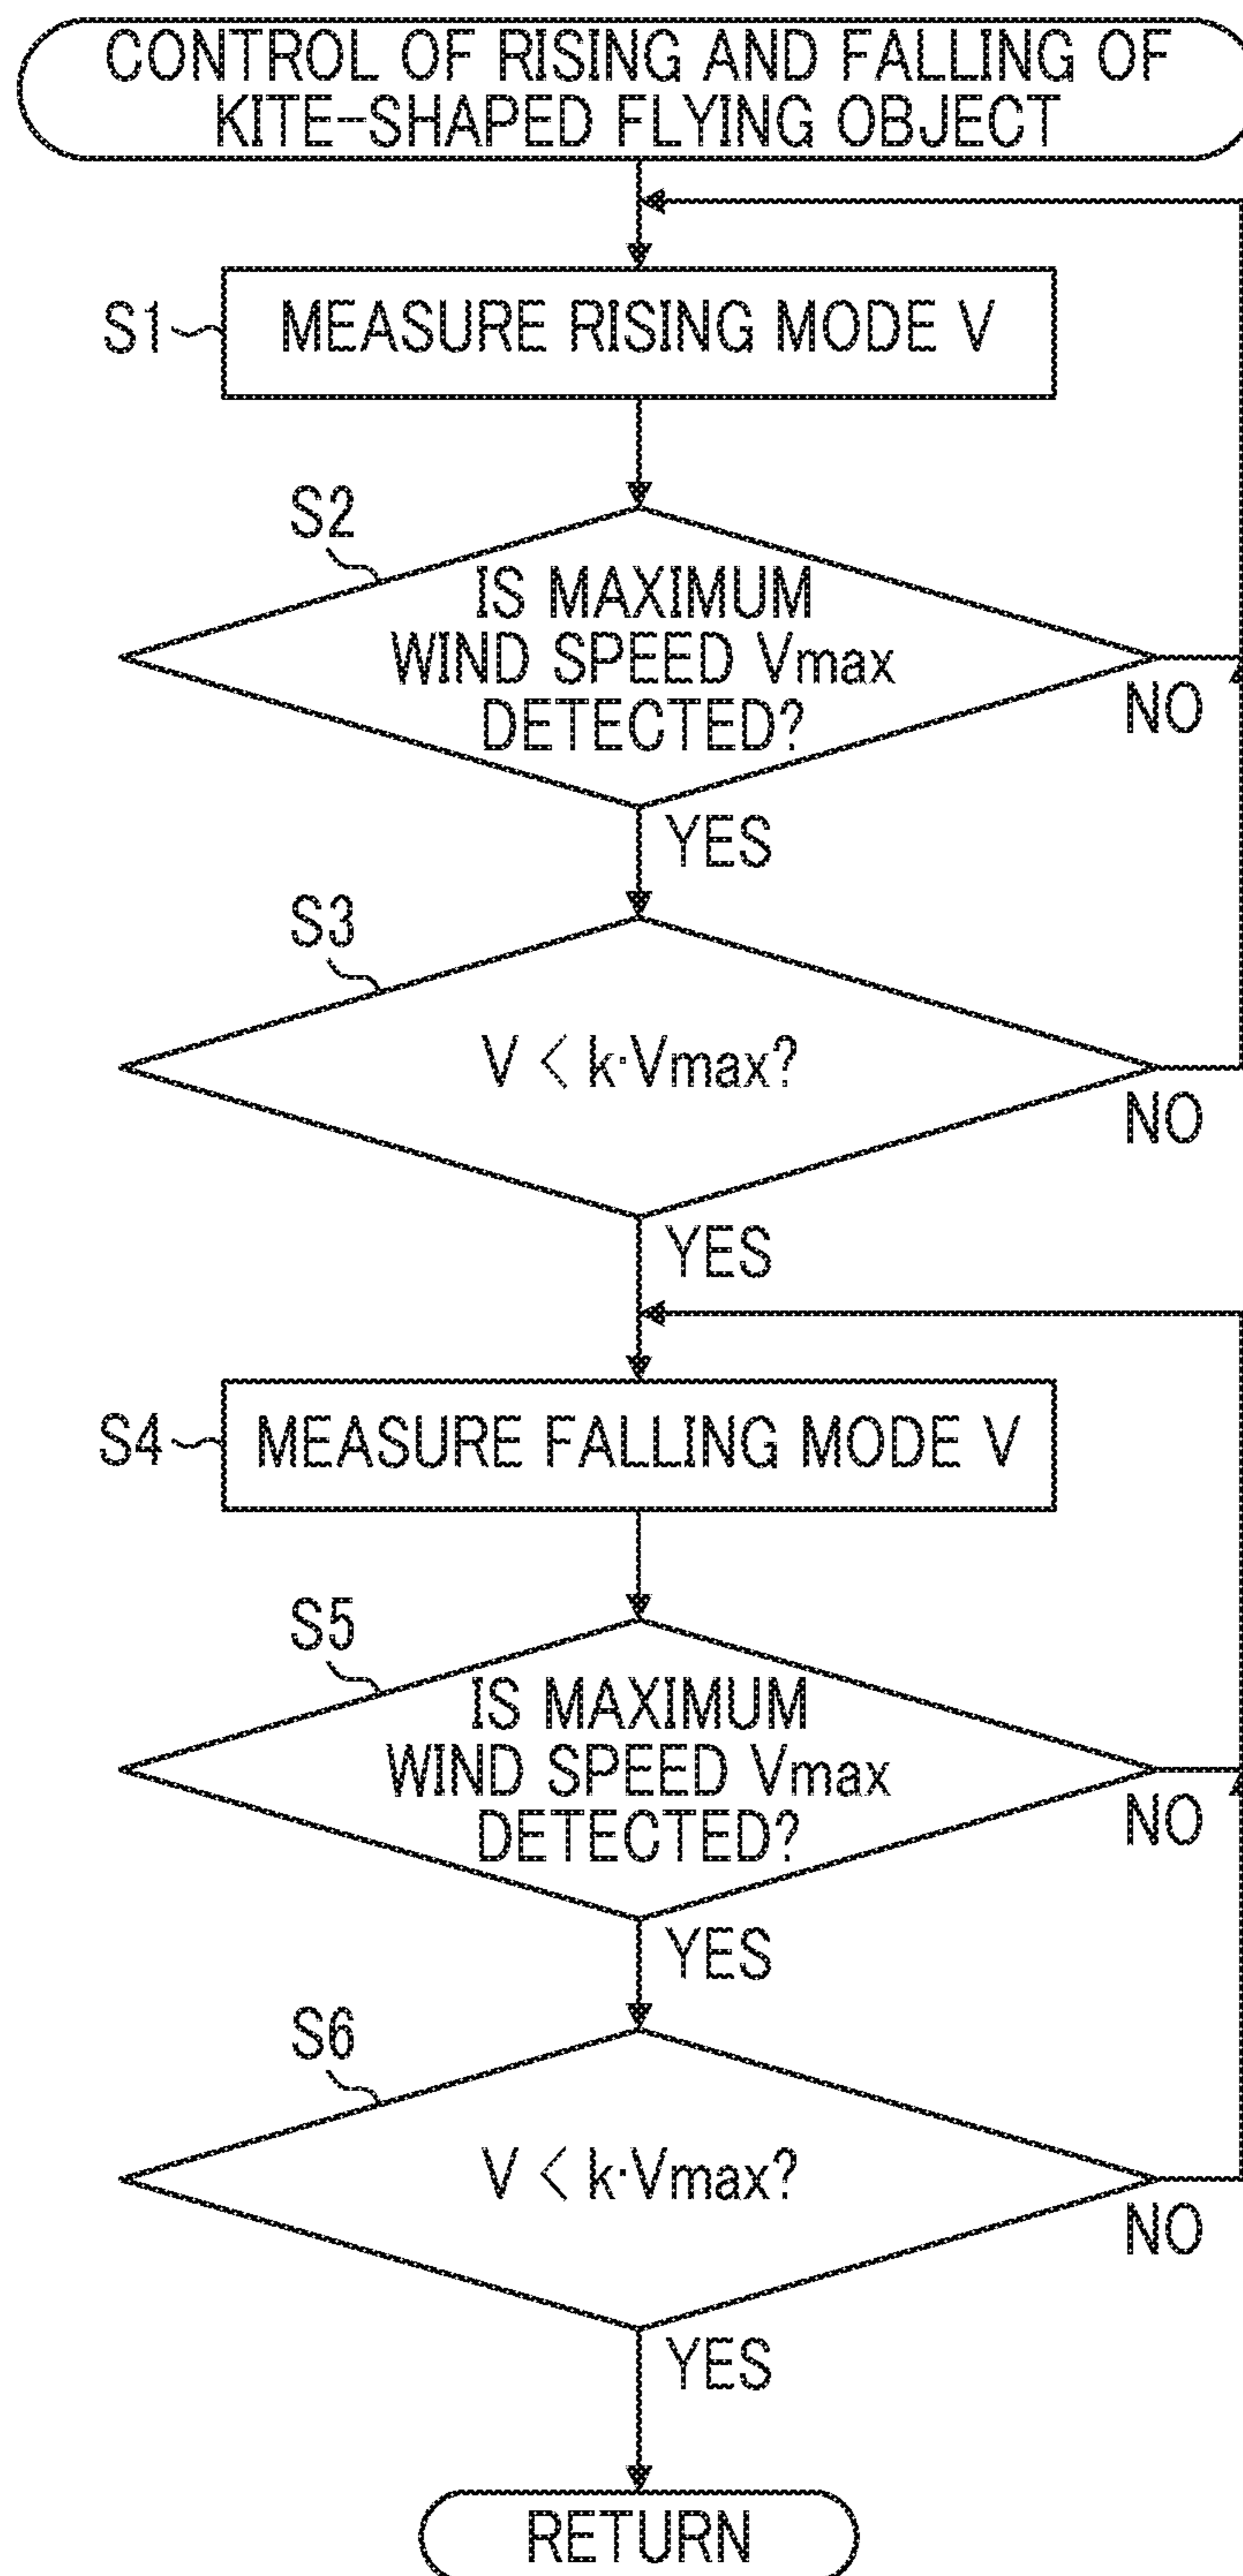 CONTROL OF RISING AND FALLING OF
KITE-SHAPED FLYING OBJECT
S1
MEASURE RISING MODE V
S2
IS MAXIMUM
WIND SPEED Vmax
DETECTED?
NO
YES
S3
V < k·Vmax?
NO
YES
S4
MEASURE FALLING MODE V
S5
IS MAXIMUM
WIND SPEED Vmax
DETECTED?
NO
YES
S6
V < k·Vmax?
NO
YES
RETURN